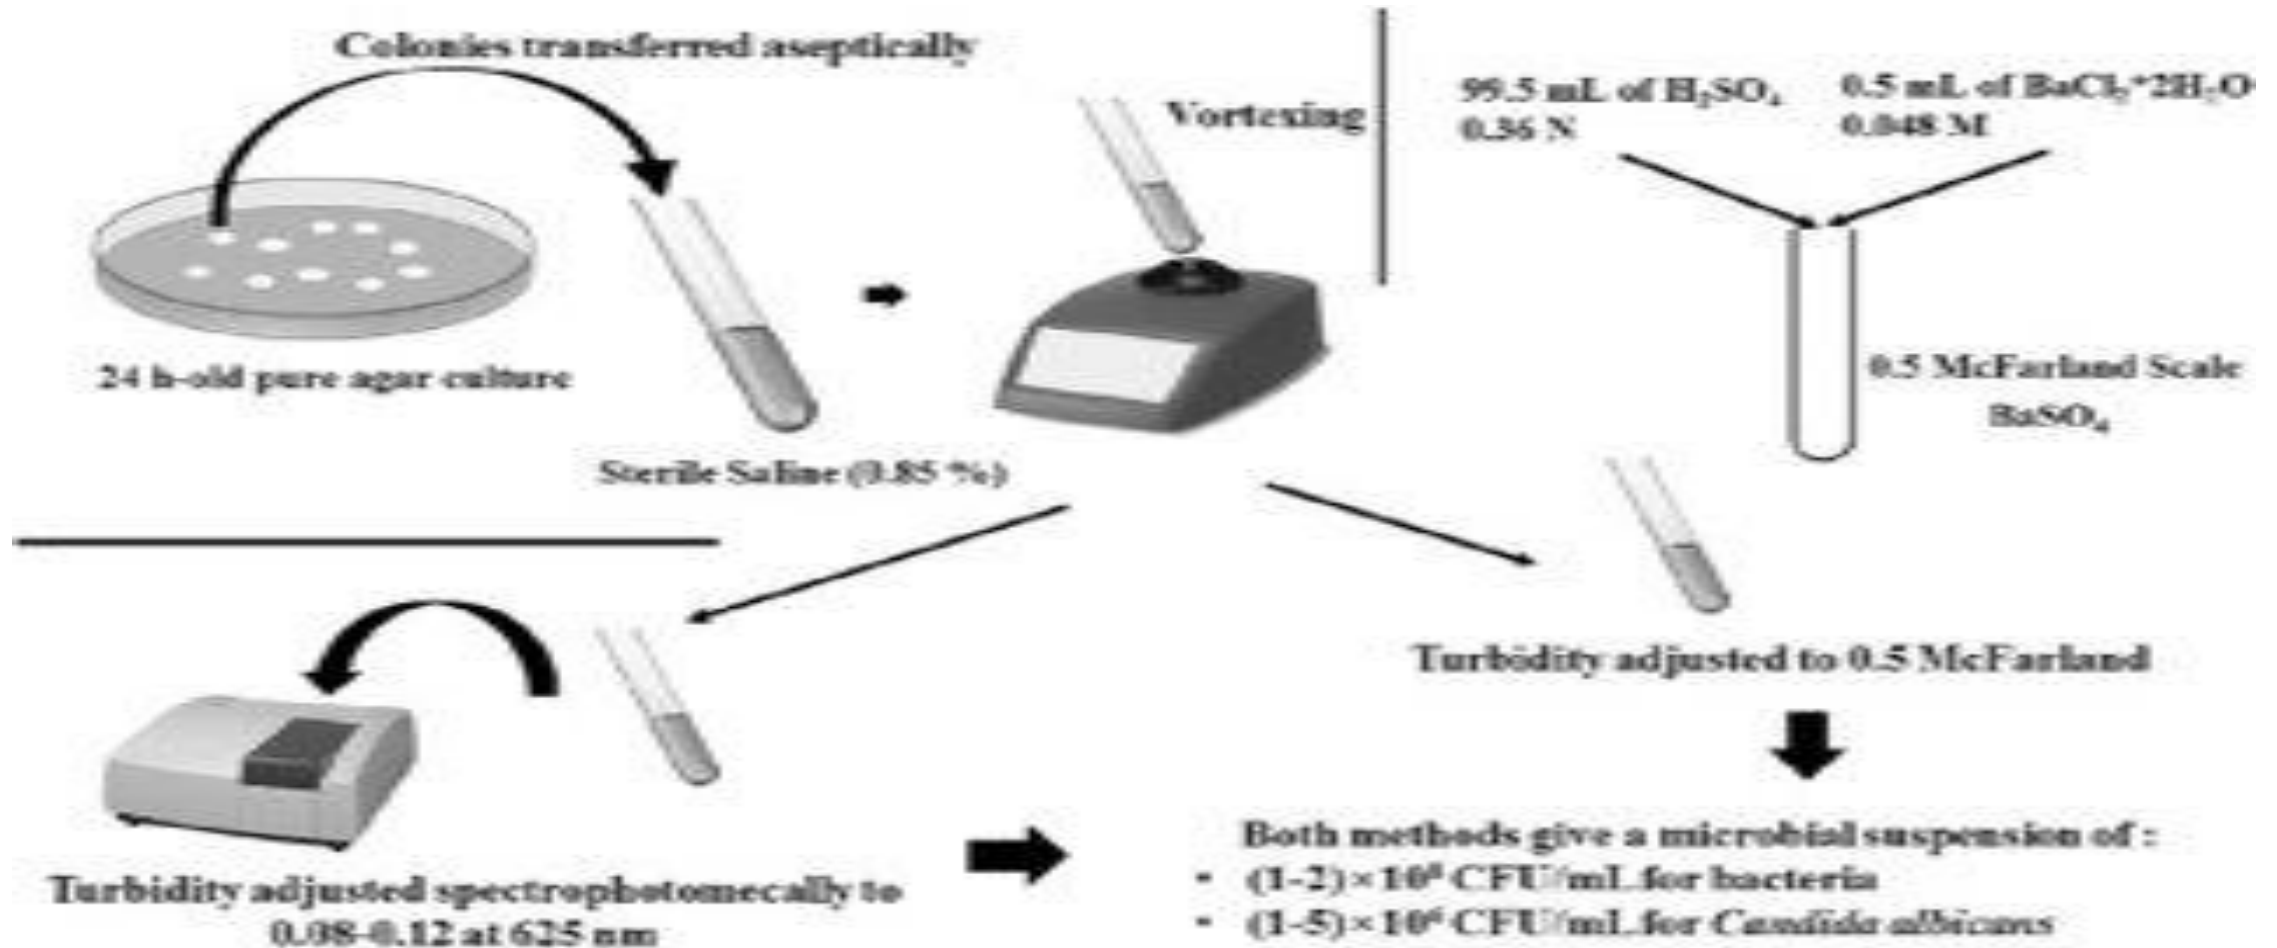 Colonies transferred aseptically
Vortexing
99.5 mL of H₂SO₄
0.36 N
0.5 mL of BaCl₂*2H₂O
0.048 M
24 h-old pure agar culture
0.5 McFarland Scale
BaSO₄
Sterile Saline (0.85 %)
Turbidity adjusted to 0.5 McFarland
Turbidity adjusted spectrophotomecally to
0.08-0.12 at 625 nm
Both methods give a microbial suspension of :
• (1-2)×10⁸ CFU/mL for bacteria
• (1-5)×10⁶ CFU/mL for Candida albicans